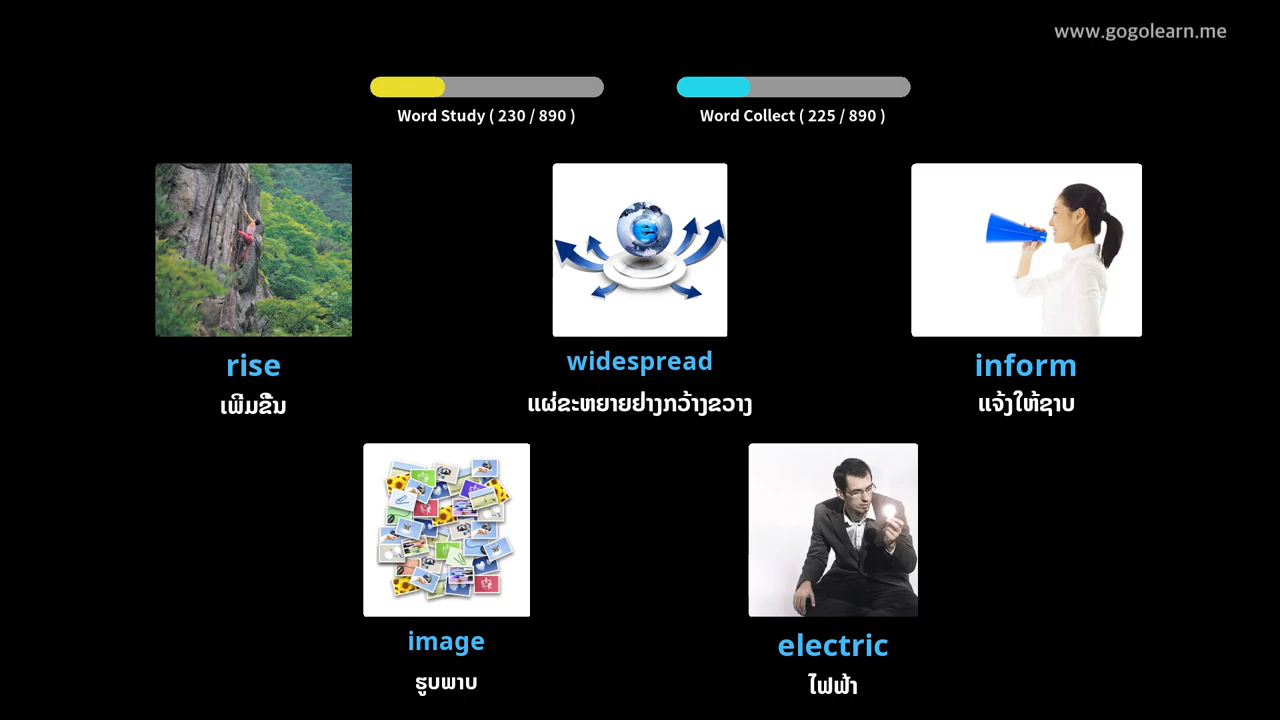 www.gogolearn.me
Word Study ( 230 / 890 )
Word Collect ( 225 / 890 )
rise
ເພີ່ມຂຶ້ນ
widespread
ແຜ່ຂະຫຍາຍຢ່າງກວ້າງຂວາງ
inform
ແຈ້ງໃຫ້ຊາບ
image
ຮູບພາບ
electric
ໄຟຟ້າ